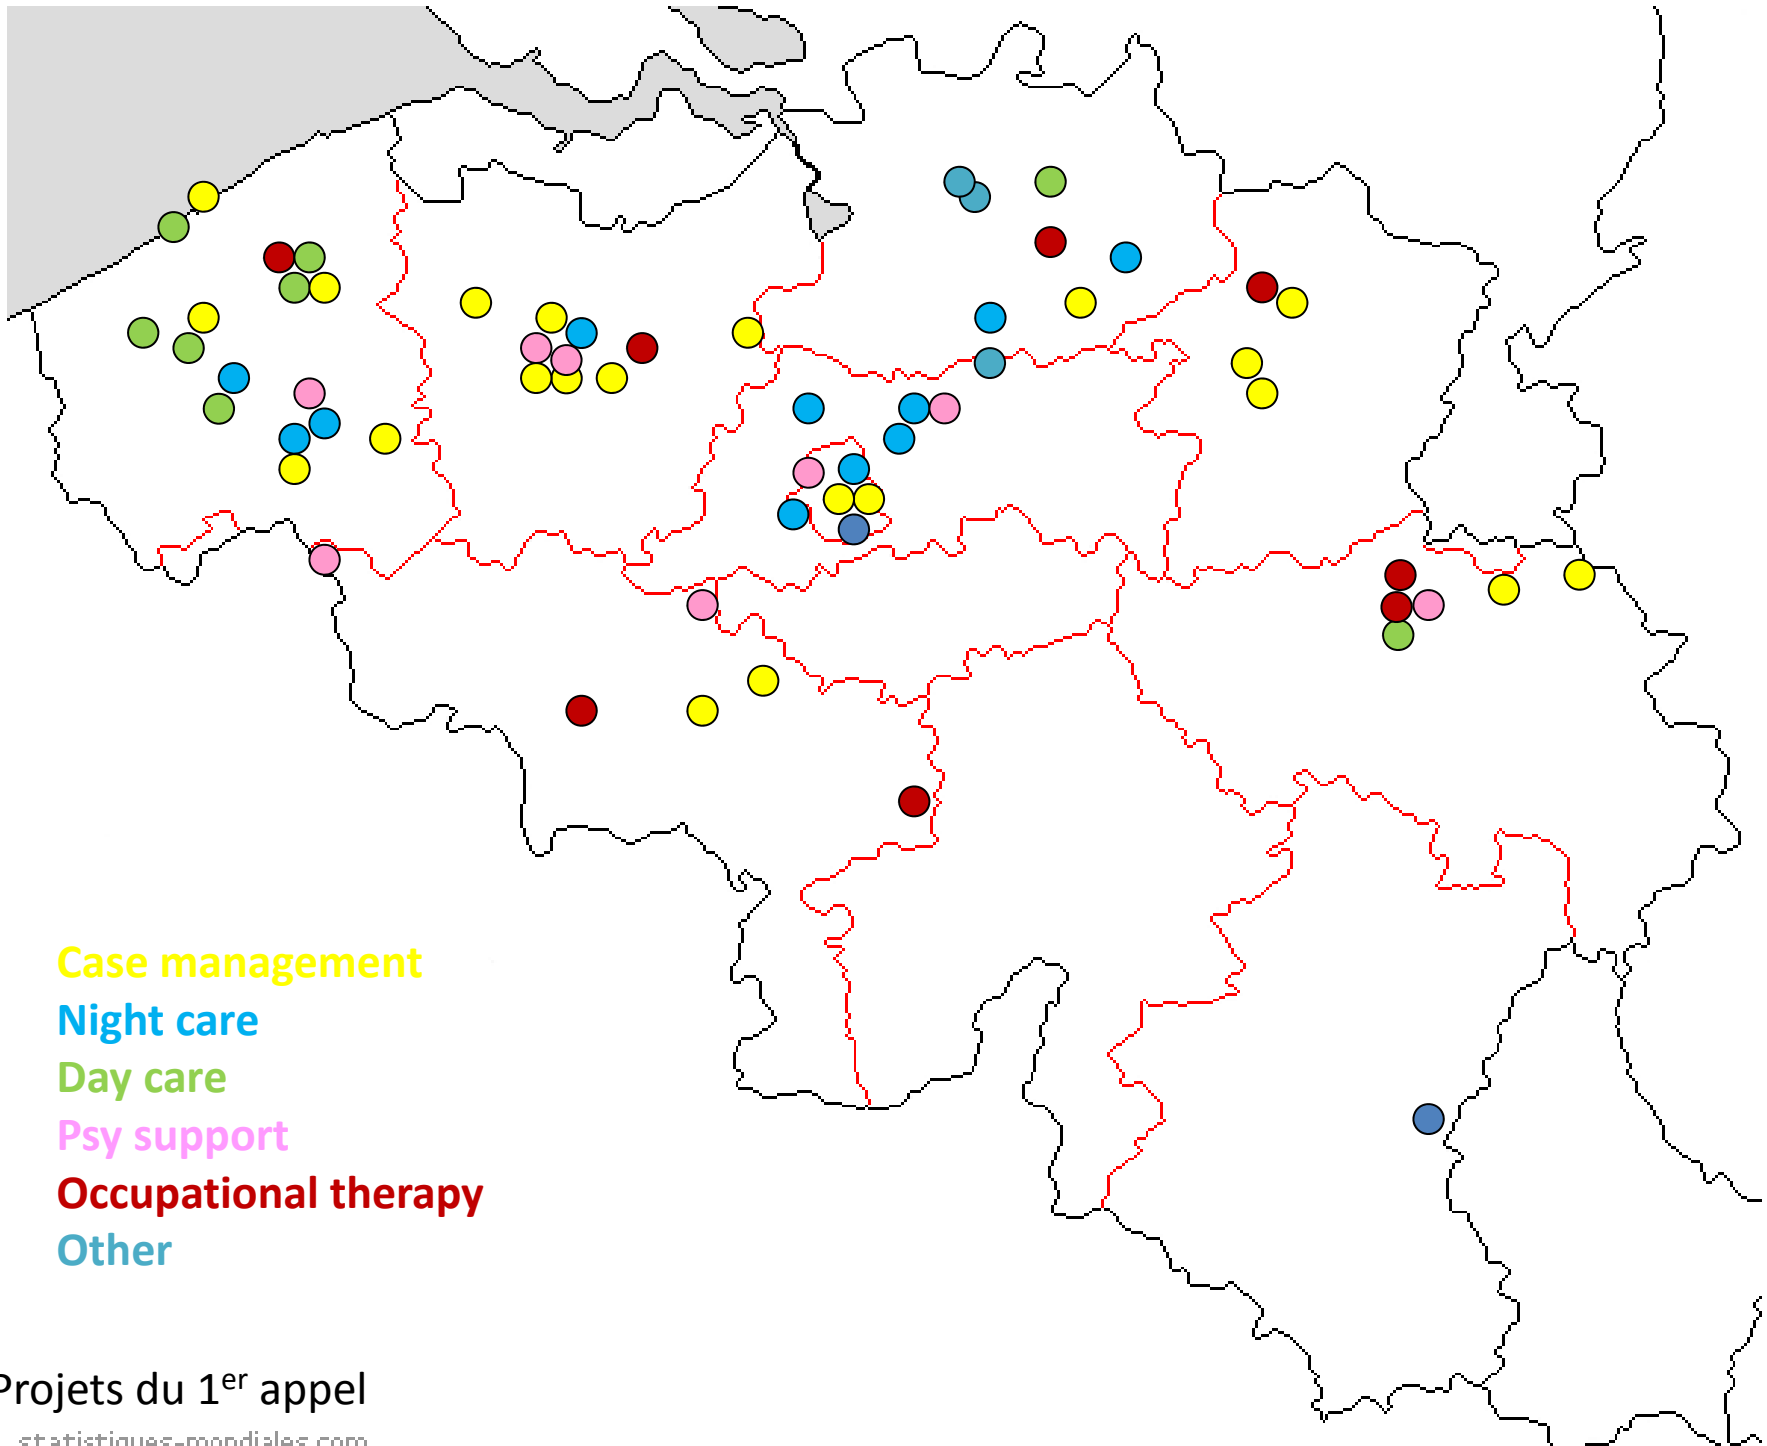 Case management
Night care
Day care
Psy support
Occupational therapy
Other
Projets du 1er appel
statistiques-mondiales.com